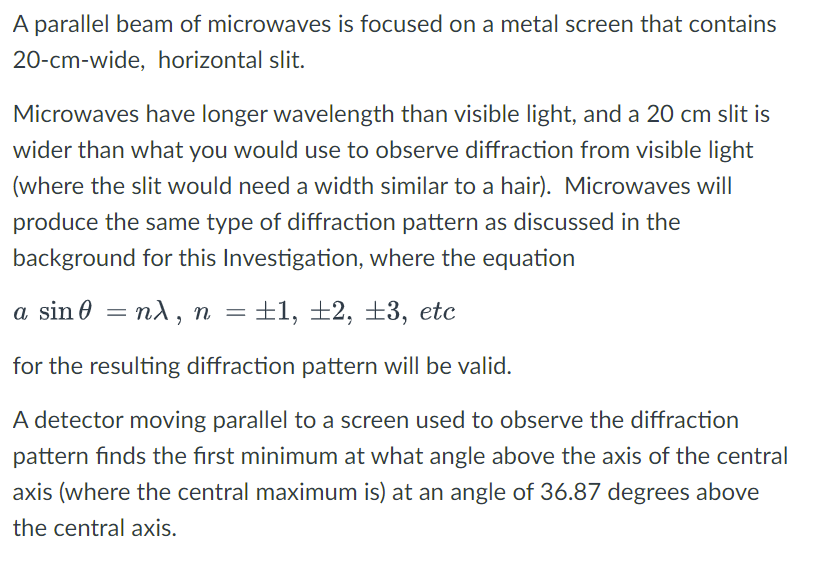 A parallel beam of microwaves is focused on a metal screen that contains
20-cm-wide,  horizontal slit.
Microwaves have longer wavelength than visible light, and a 20 cm slit is
wider than what you would use to observe diffraction from visible light
(where the slit would need a width similar to a hair).  Microwaves will
produce the same type of diffraction pattern as discussed in the
background for this Investigation, where the equation
a sin θ = nλ , n = ±1, ±2, ±3, etc
for the resulting diffraction pattern will be valid.
A detector moving parallel to a screen used to observe the diffraction
pattern finds the first minimum at what angle above the axis of the central
axis (where the central maximum is) at an angle of 36.87 degrees above
the central axis.